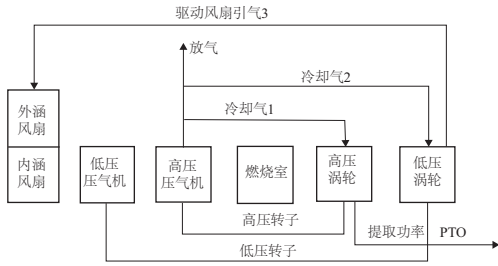 驱动风扇引气3
放气
冷却气2
冷却气1
外涵
风扇
内涵
风扇
低压
压气机
高压
压气机
燃烧室
高压
涡轮
低压
涡轮
高压转子
提取功率 PTO
低压转子